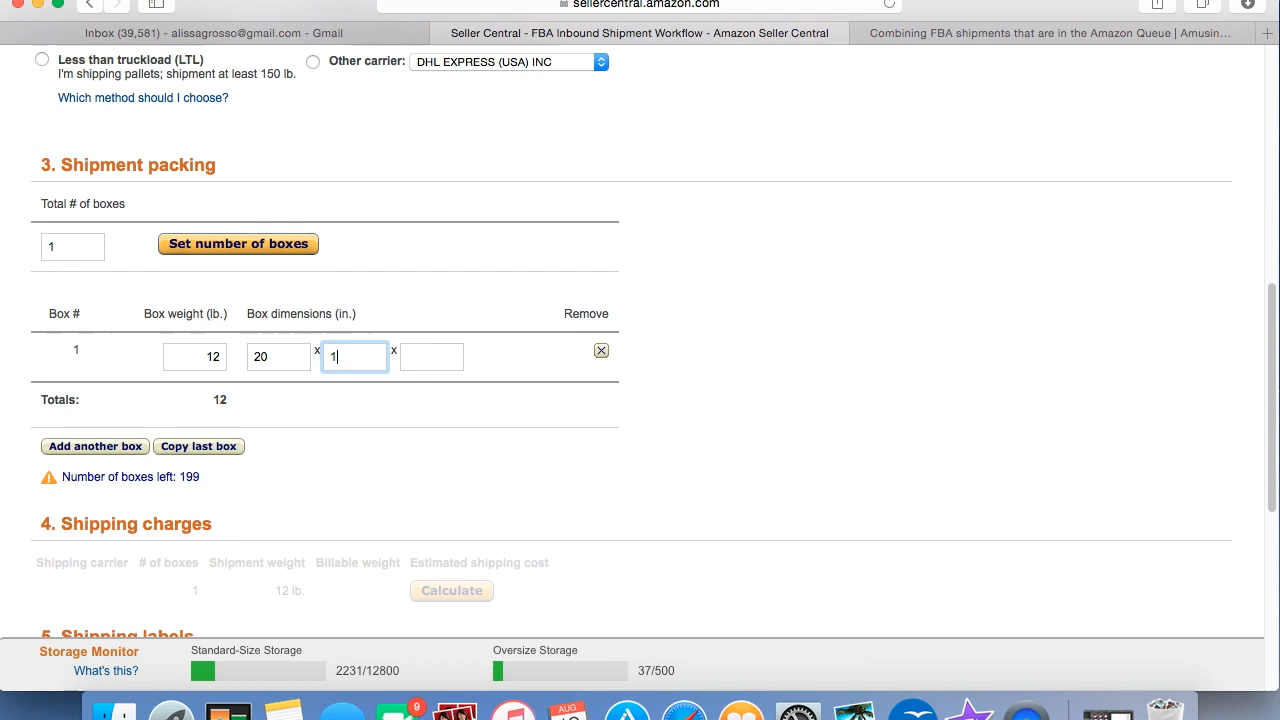 sellercentral.amazon.com
Inbox (39,581) - alissagrosso@gmail.com - Gmail
Seller Central - FBA Inbound Shipment Workflow - Amazon Seller Central
Combining FBA shipments that are in the Amazon Queue | Amusin...
Less than truckload (LTL)
I'm shipping pallets; shipment at least 150 lb.
Other carrier: DHL EXPRESS (USA) INC
Which method should I choose?
3. Shipment packing
Total # of boxes
1 Set number of boxes
Box # Box weight (lb.) Box dimensions (in.) Remove
1 12 20 x 1 x
Totals: 12
Add another box Copy last box
Number of boxes left: 199
4. Shipping charges
Shipping carrier # of boxes Shipment weight Billable weight Estimated shipping cost
1 12 lb. Calculate
5. Shipping labels
Storage Monitor Standard-Size Storage Oversize Storage
What's this? 2231/12800 37/500
9
AUG